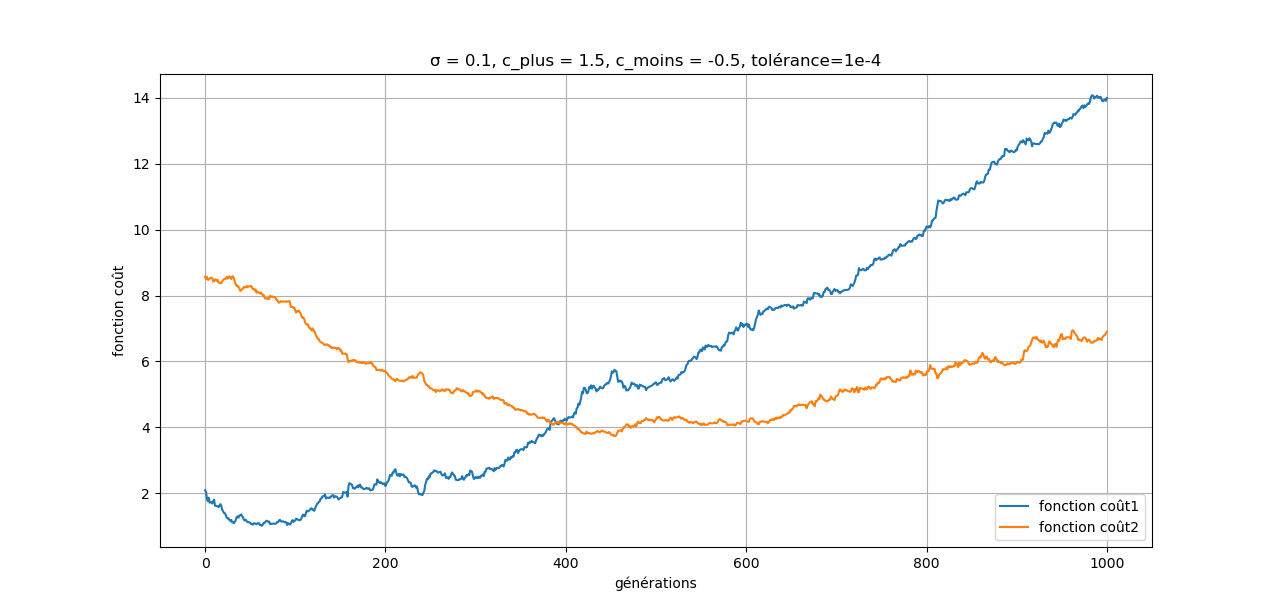 σ = 0.1, c_plus = 1.5, c_moins = -0.5, tolérance=1e-4
14
12
10
8
6
4
2
fonction coût
0 200 400 600 800 1000
générations
fonction coût1
fonction coût2